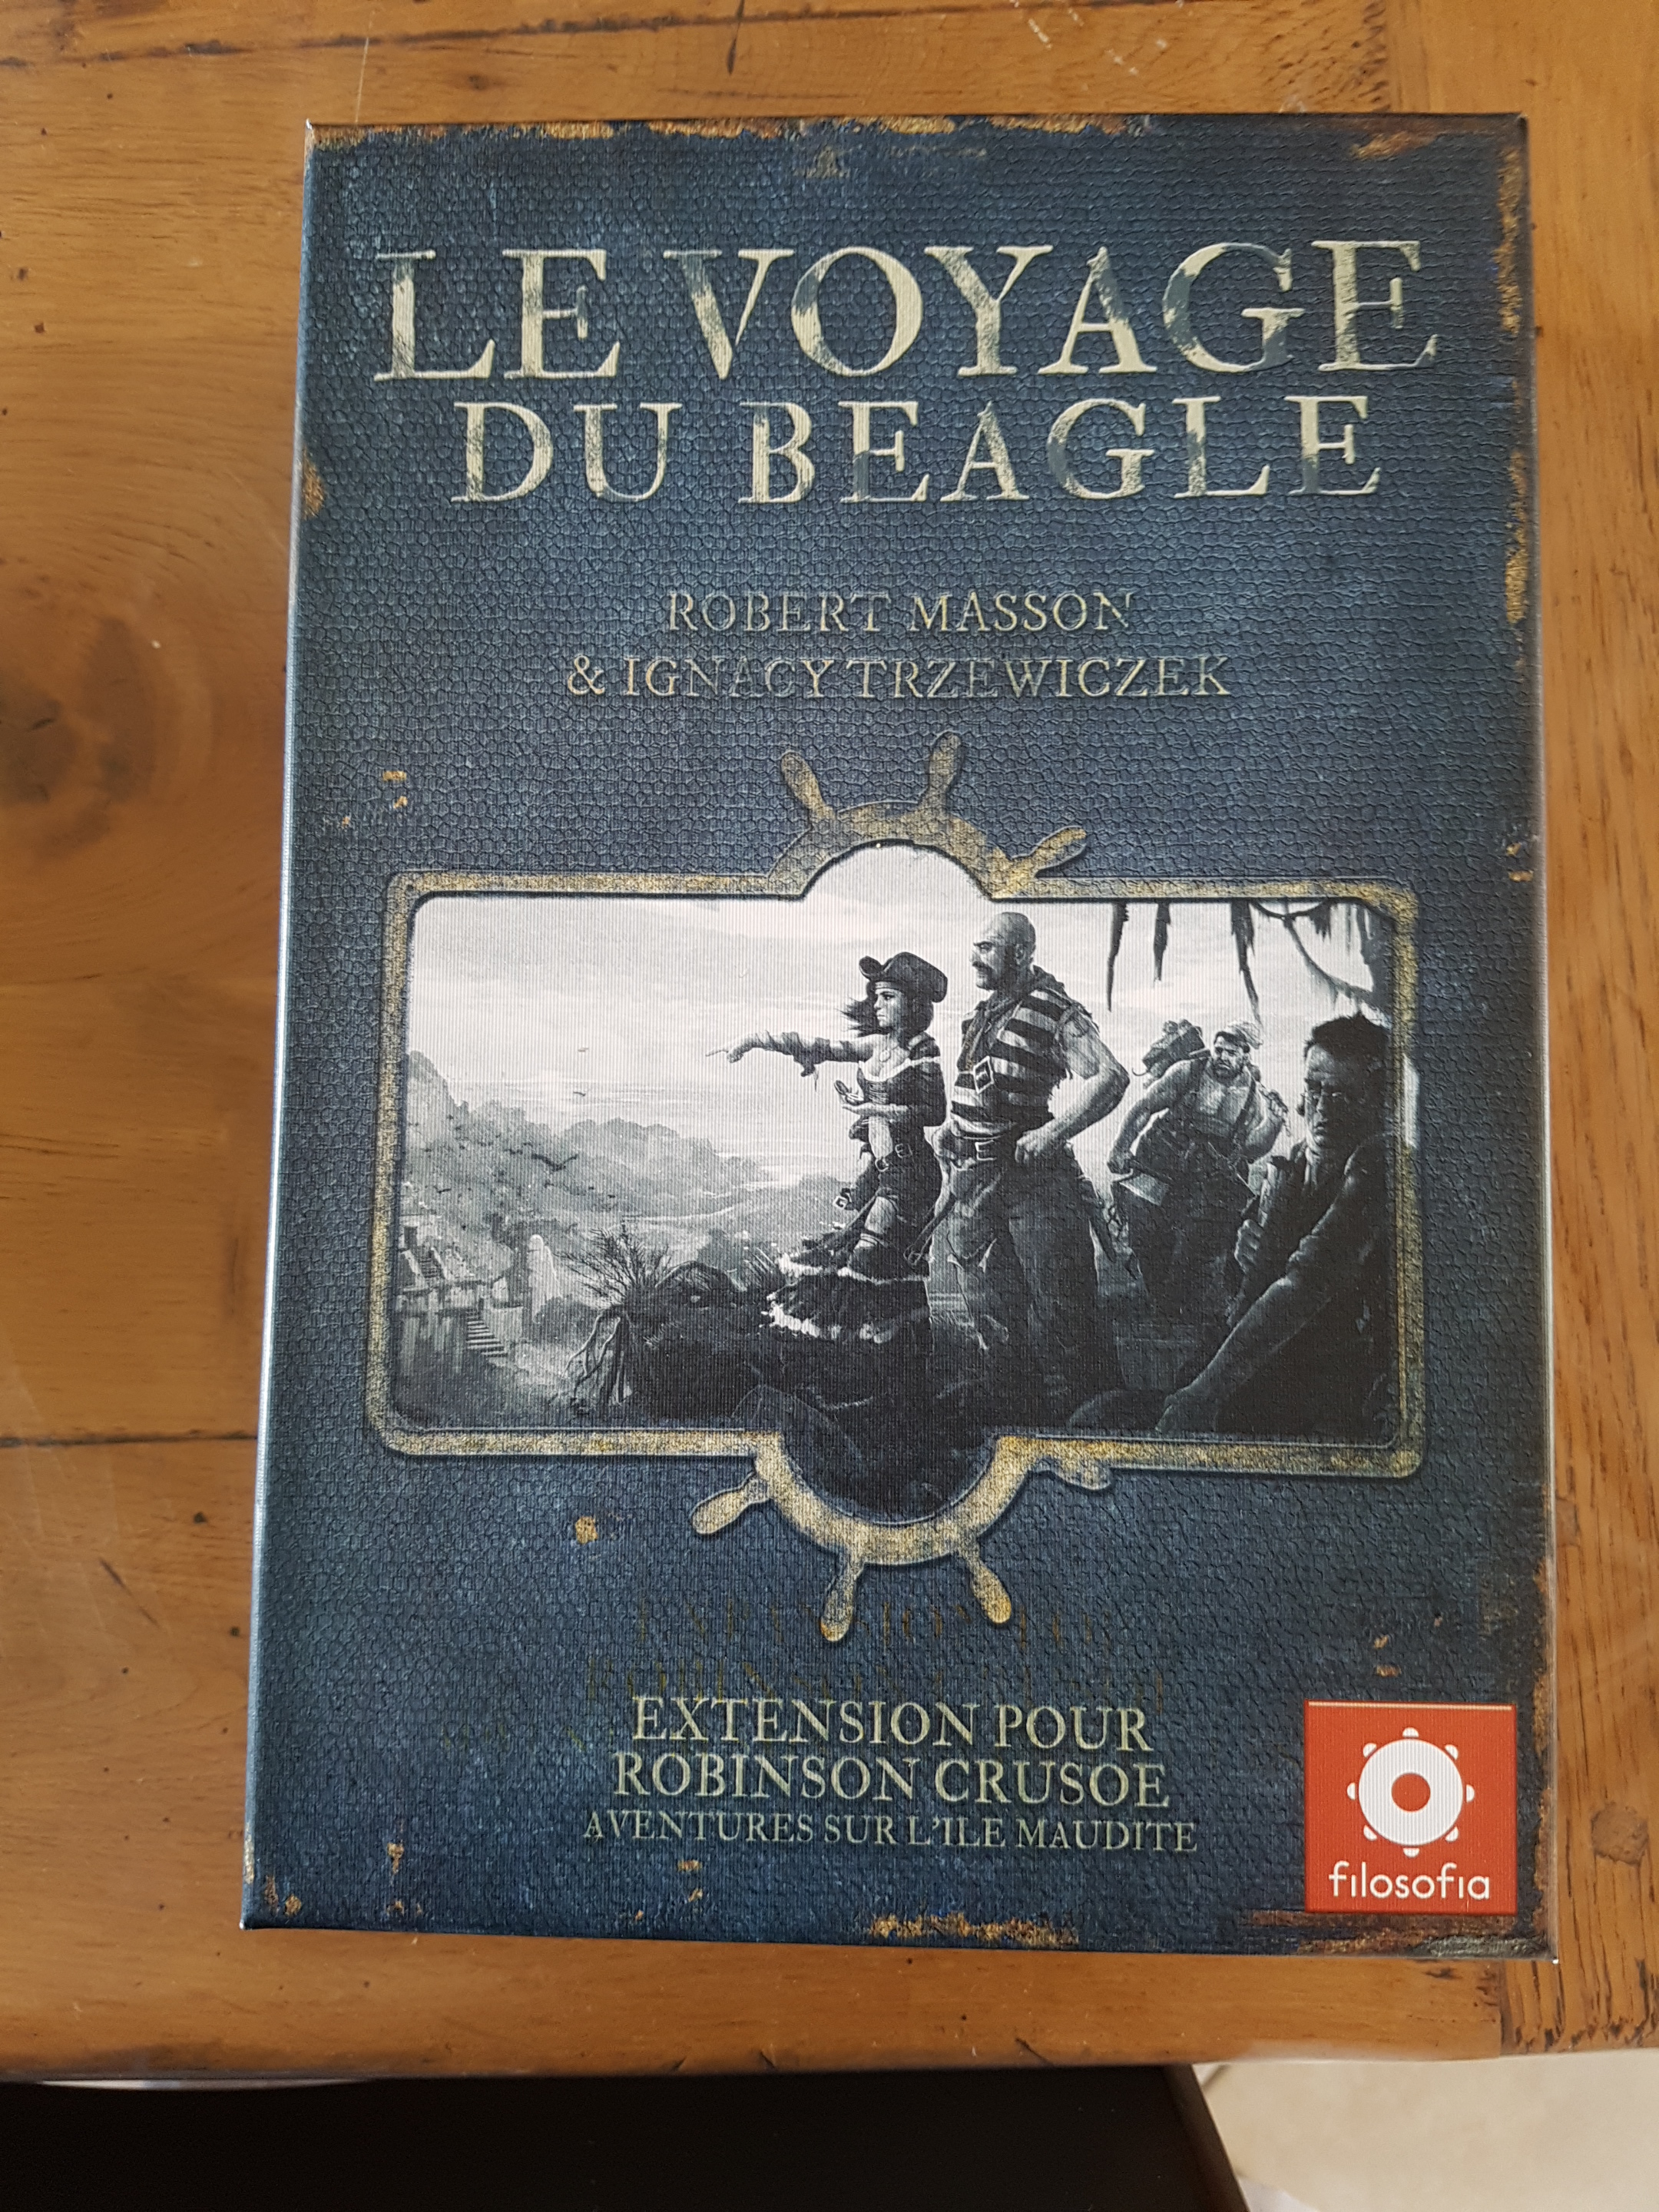 LE VOYAGE
DU BEAGLE
ROBERT MASSON
& IGNACY TRZEWICZEK
EXTENSION POUR
ROBINSON CRUSOE
AVENTURES SUR L'ILE MAUDITE
filosofia